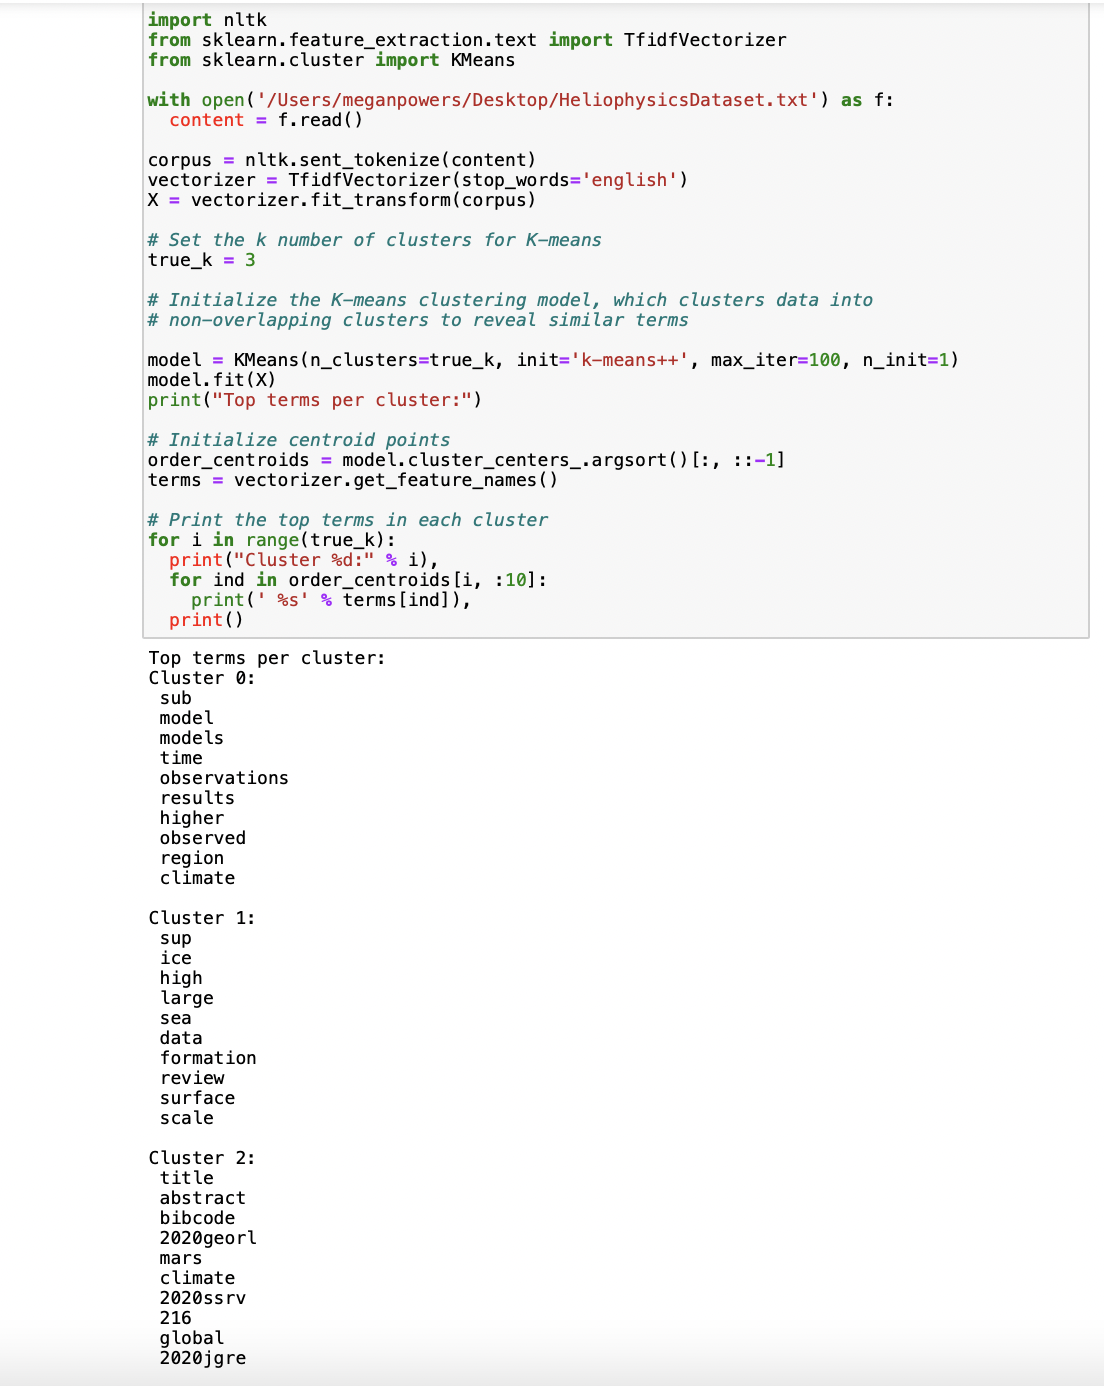 import nltk
from sklearn.feature_extraction.text import TfidfVectorizer
from sklearn.cluster import KMeans
with open('/Users/meganpowers/Desktop/HeliophysicsDataset.txt') as f:
  content = f.read()
corpus = nltk.sent_tokenize(content)
vectorizer = TfidfVectorizer(stop_words='english')
X = vectorizer.fit_transform(corpus)
# Set the k number of clusters for K-means
true_k = 3
# Initialize the K-means clustering model, which clusters data into
# non-overlapping clusters to reveal similar terms
model = KMeans(n_clusters=true_k, init='k-means++', max_iter=100, n_init=1)
model.fit(X)
print("Top terms per cluster:")
# Initialize centroid points
order_centroids = model.cluster_centers_.argsort()[:, ::-1]
terms = vectorizer.get_feature_names()
# Print the top terms in each cluster
for i in range(true_k):
  print("Cluster %d:" % i),
  for ind in order_centroids[i, :10]:
    print(' %s' % terms[ind]),
  print()
Top terms per cluster:
Cluster 0:
 sub
 model
 models
 time
 observations
 results
 higher
 observed
 region
 climate
Cluster 1:
 sup
 ice
 high
 large
 sea
 data
 formation
 review
 surface
 scale
Cluster 2:
 title
 abstract
 bibcode
 2020georl
 mars
 climate
 2020ssrv
 216
 global
 2020jgre